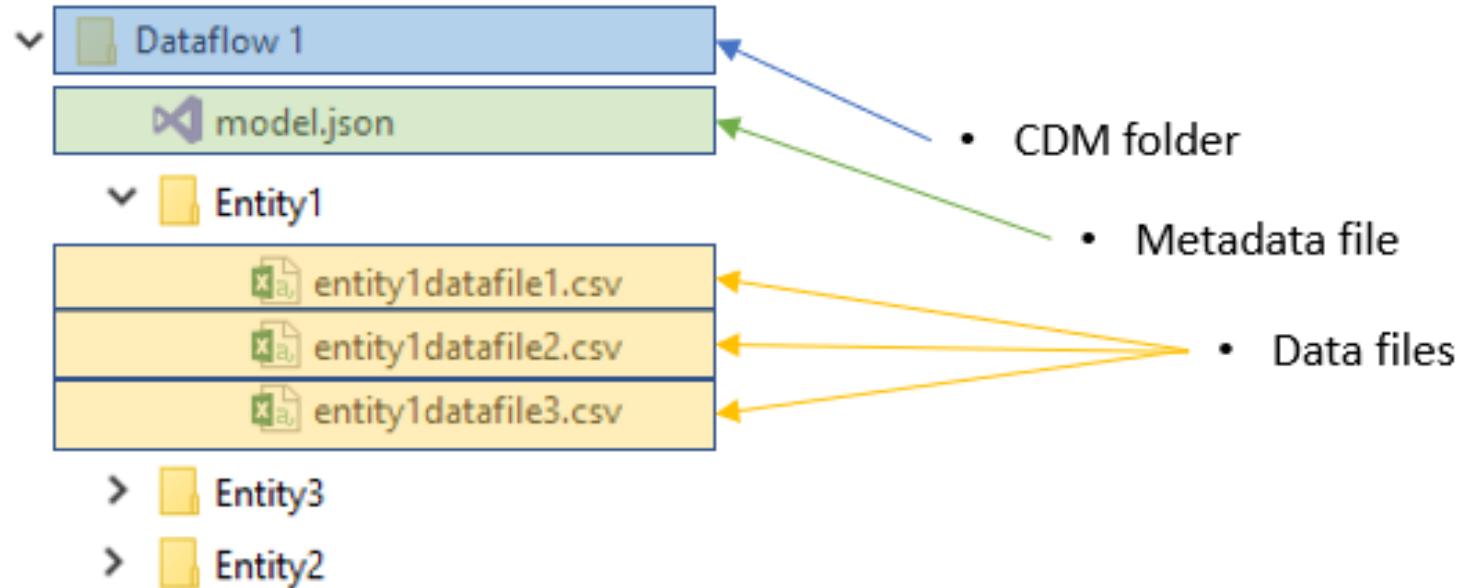 Dataflow 1
model.json
Entity1
entity1datafile1.csv
entity1datafile2.csv
entity1datafile3.csv
Entity3
Entity2
• CDM folder
• Metadata file
• Data files